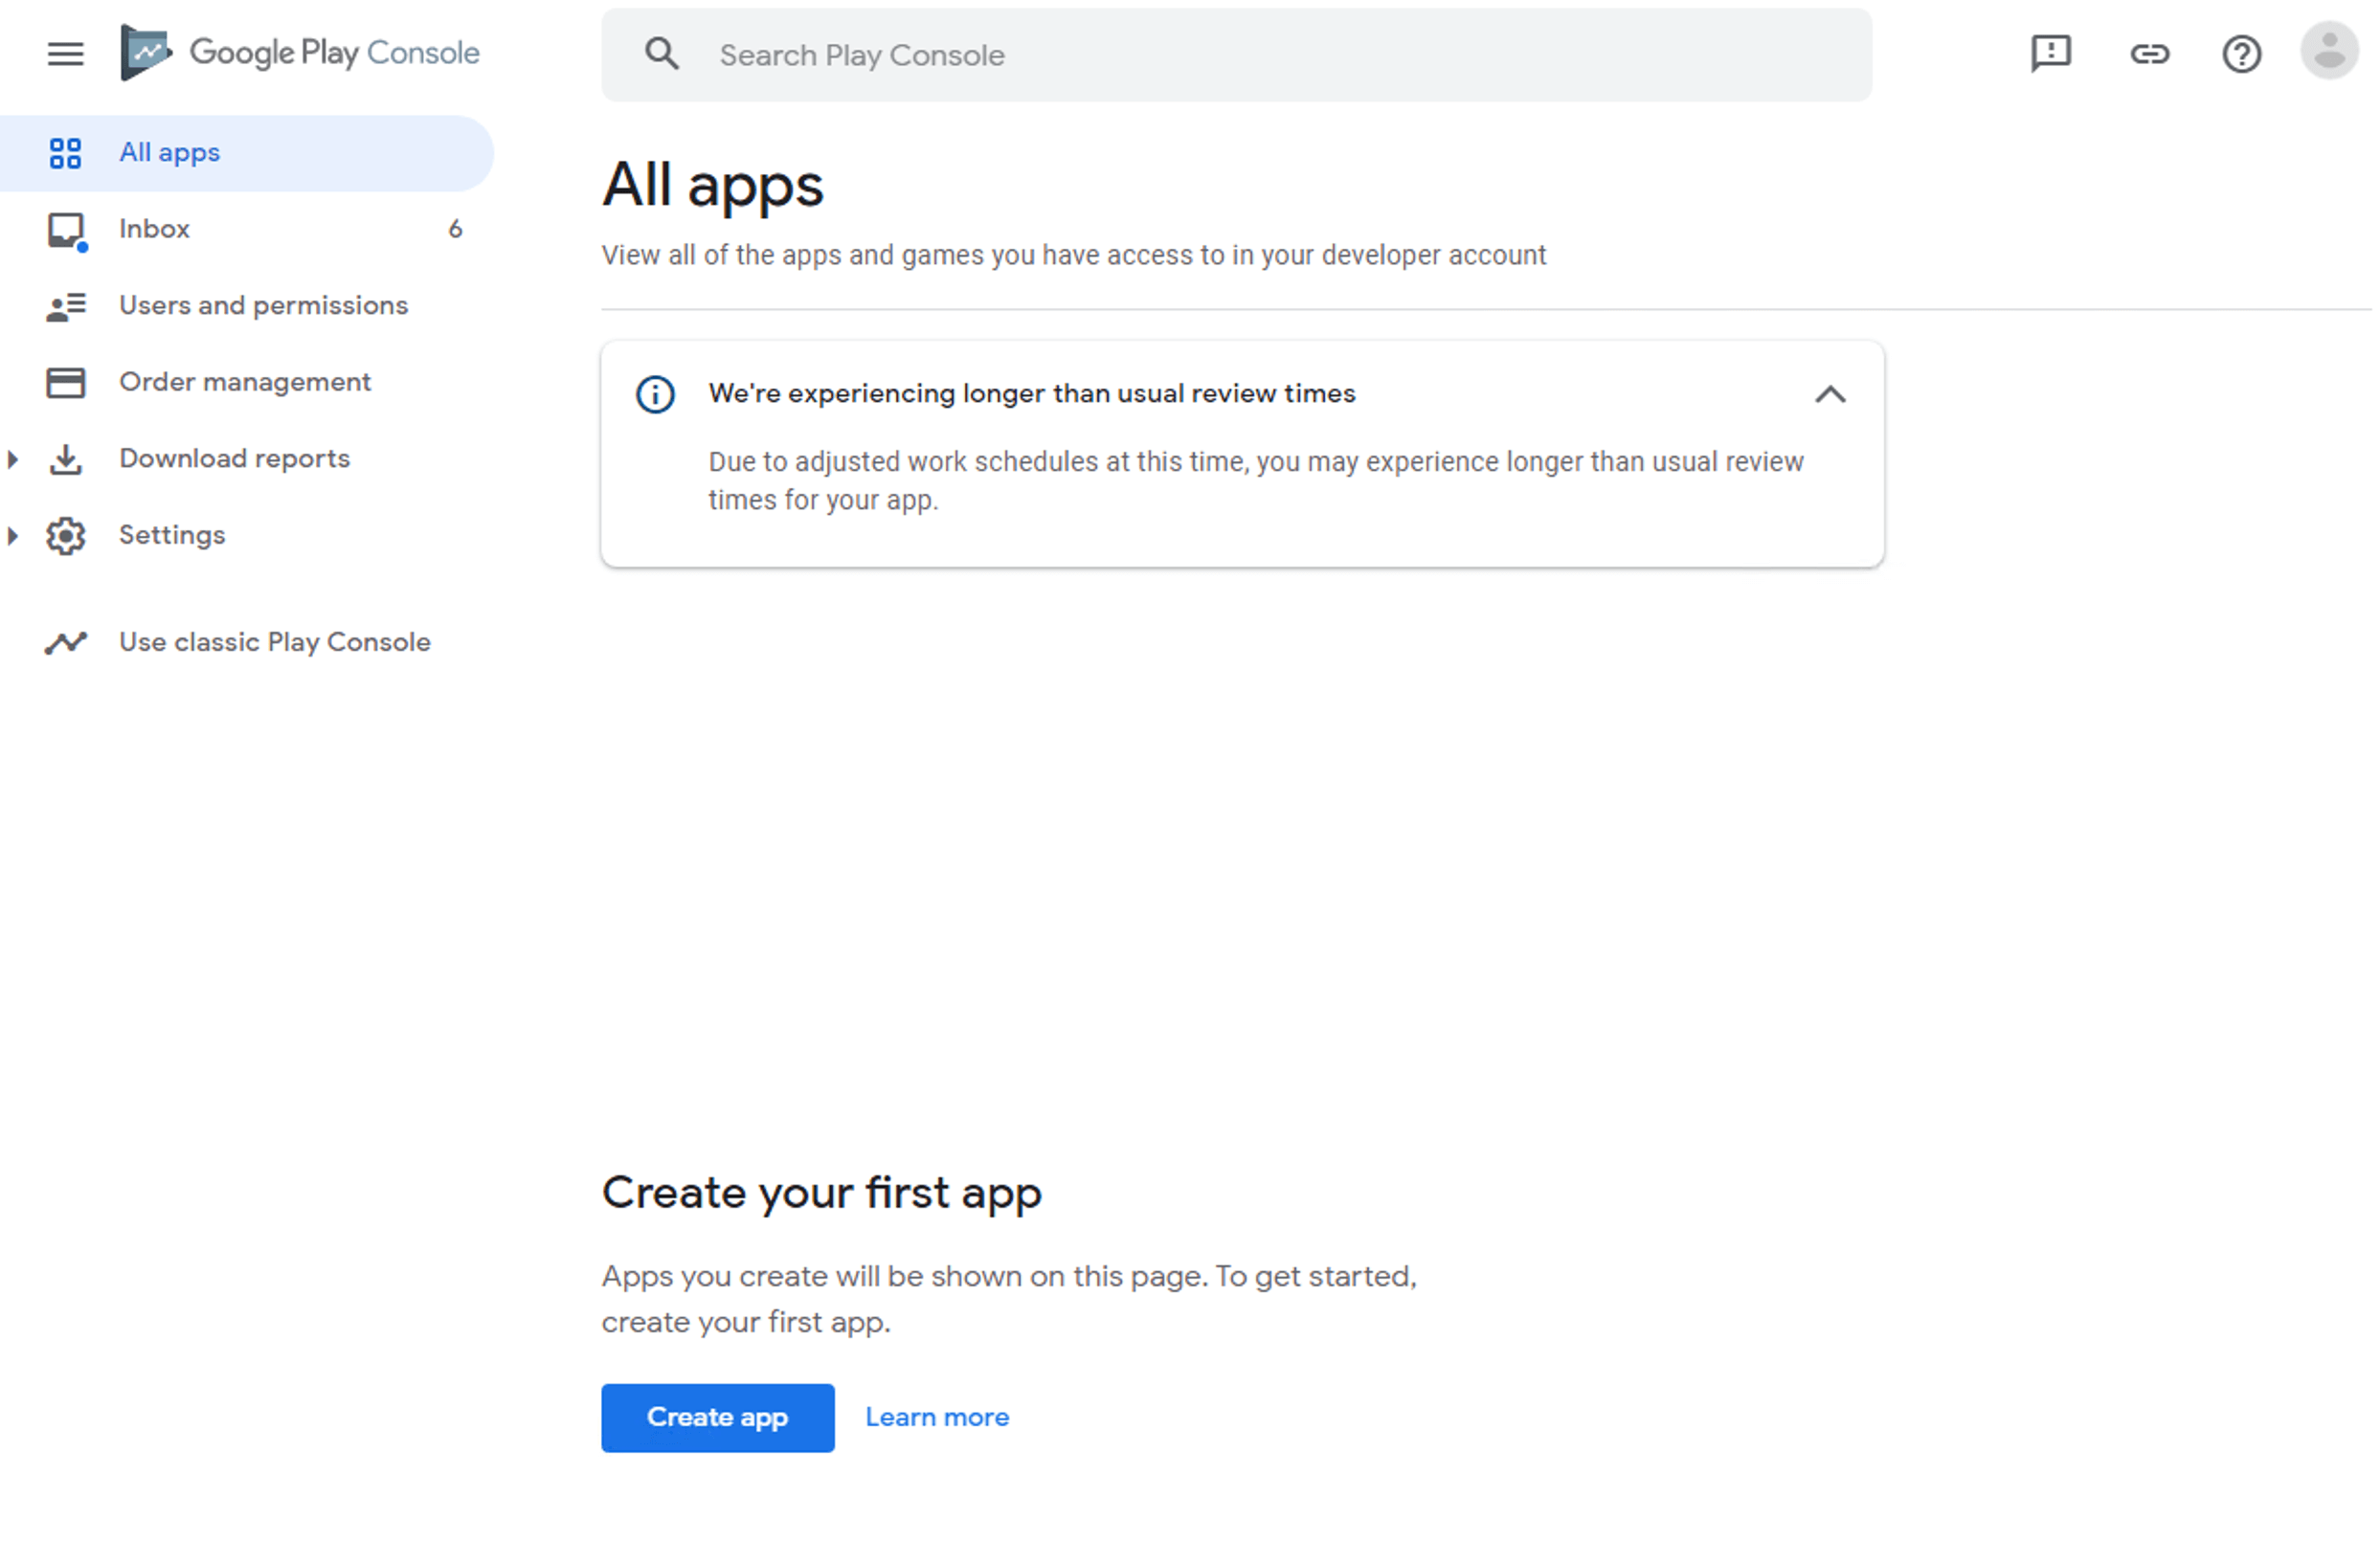 Google Play Console
Search Play Console
All apps
Inbox 6
Users and permissions
Order management
Download reports
Settings
Use classic Play Console
All apps
View all of the apps and games you have access to in your developer account
We're experiencing longer than usual review times
Due to adjusted work schedules at this time, you may experience longer than usual review
times for your app.
Create your first app
Apps you create will be shown on this page. To get started,
create your first app.
Create app Learn more